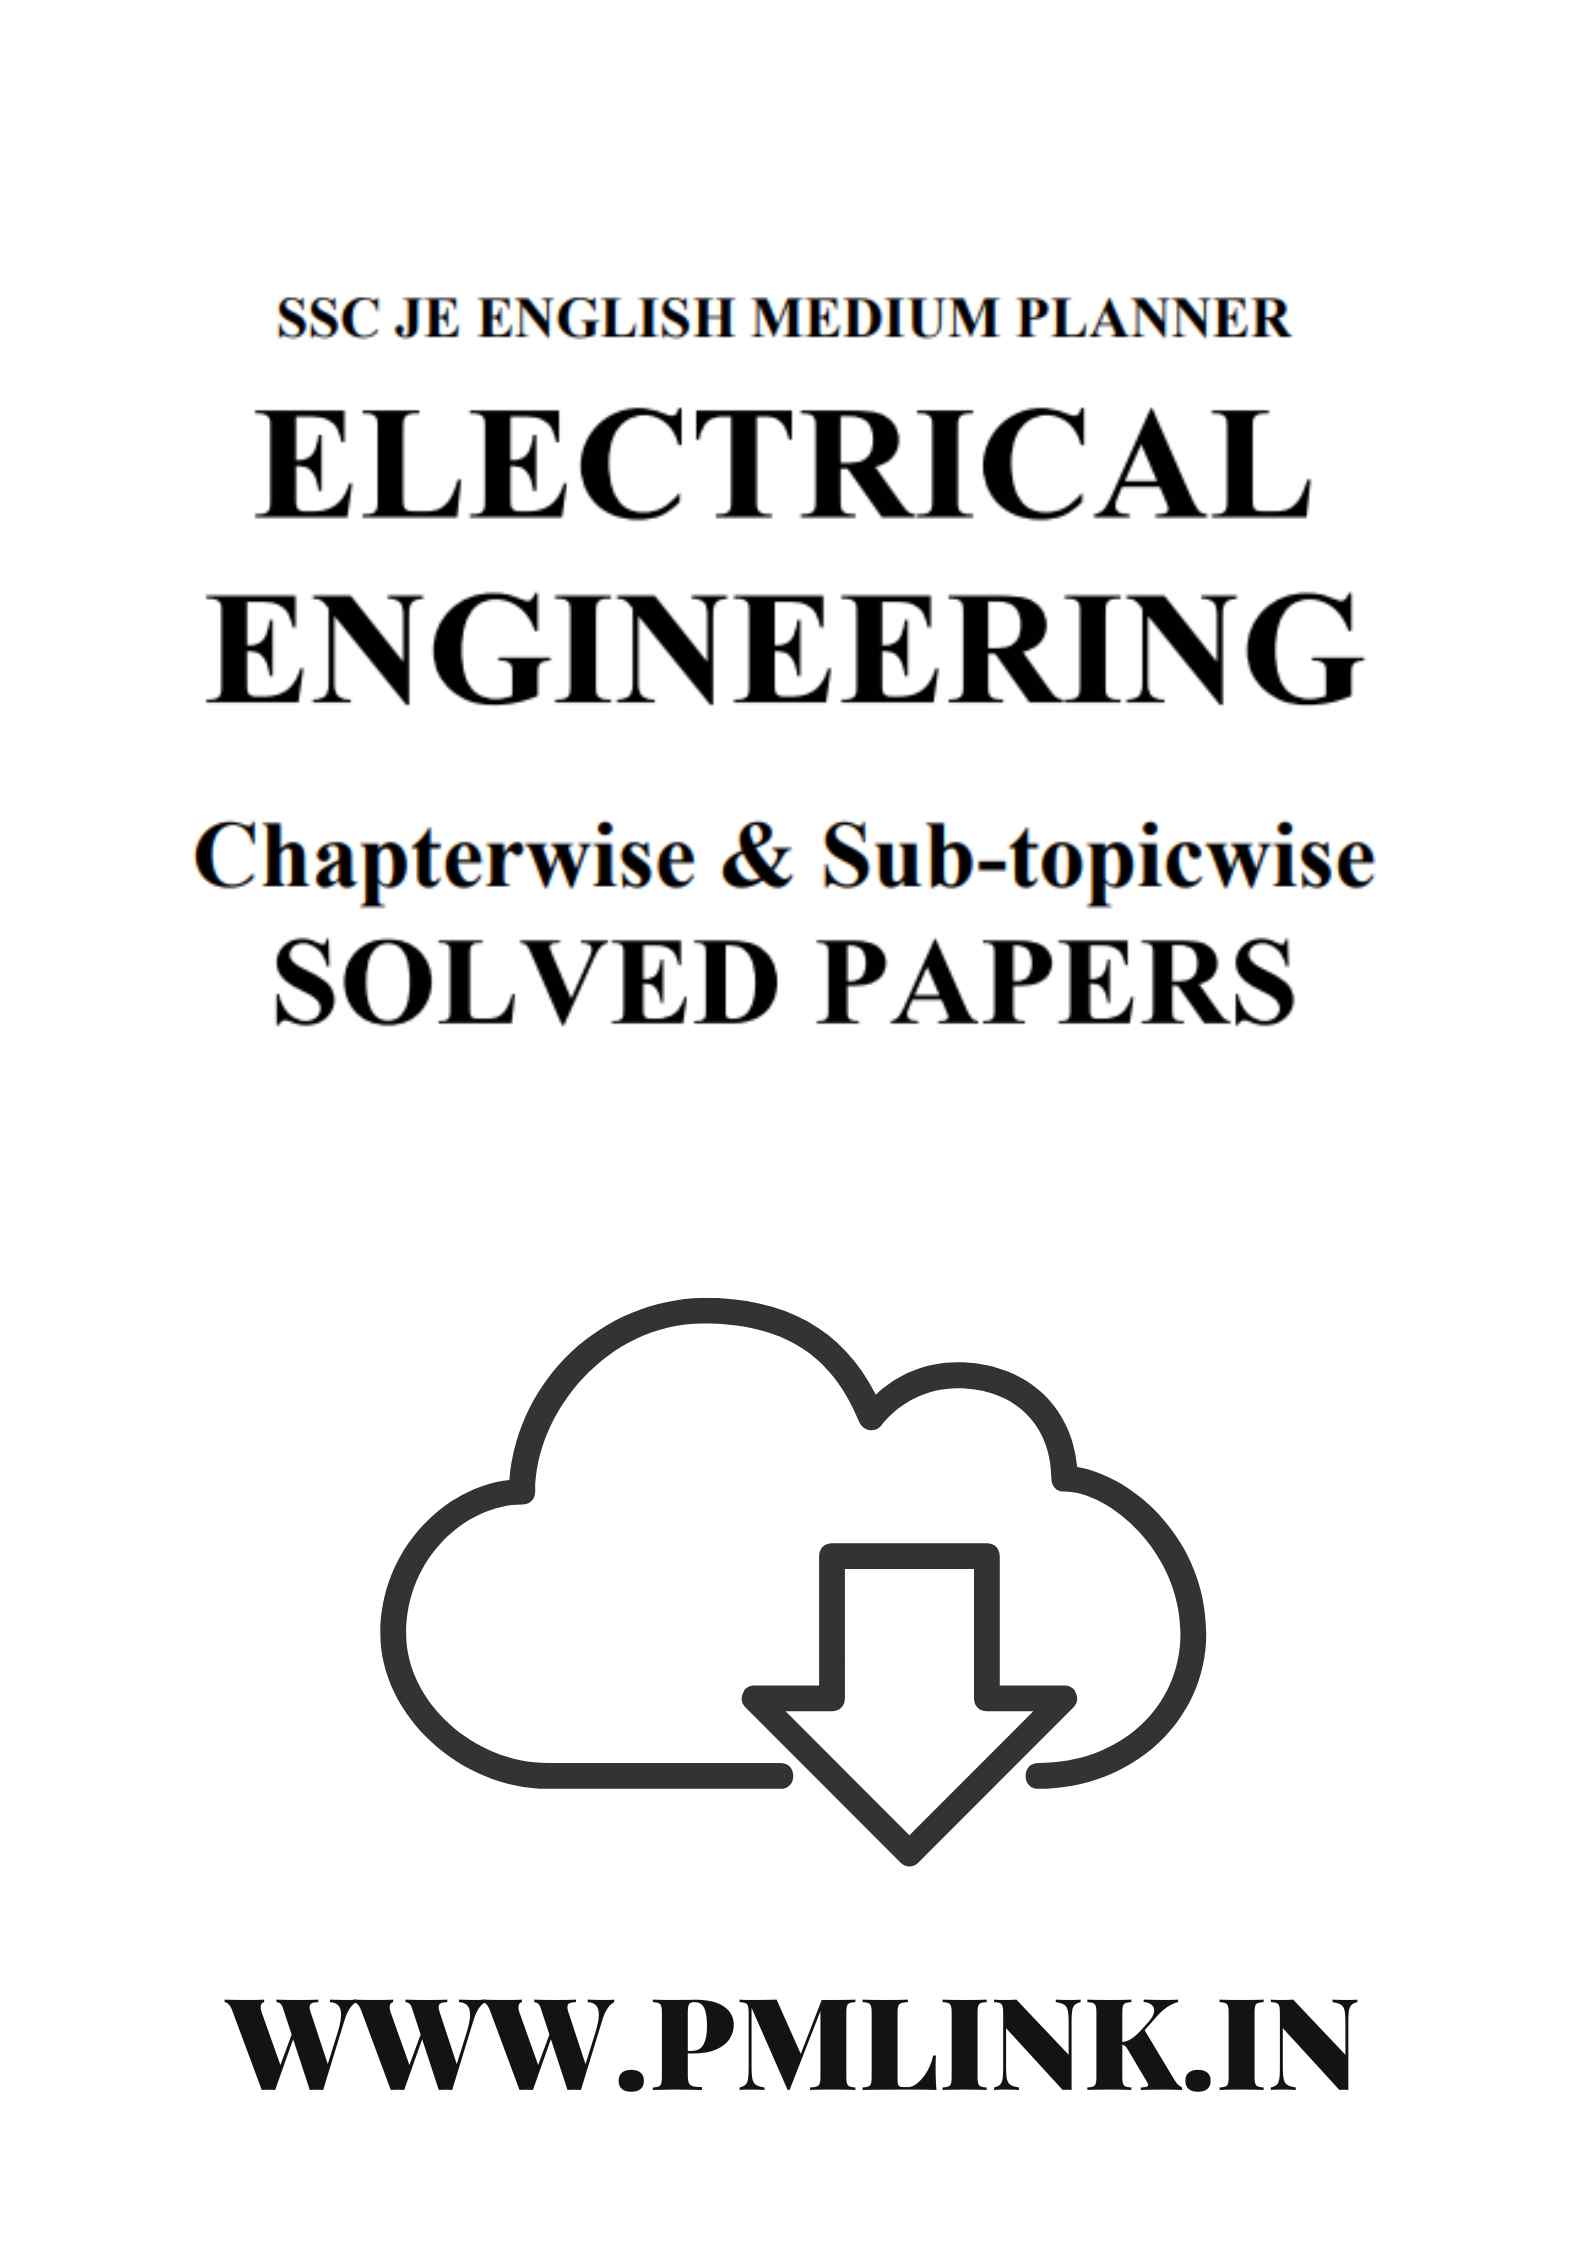 SSC JE ENGLISH MEDIUM PLANNER
ELECTRICAL
ENGINEERING
Chapterwise & Sub-topicwise
SOLVED PAPERS
WWW.PMLINK.IN